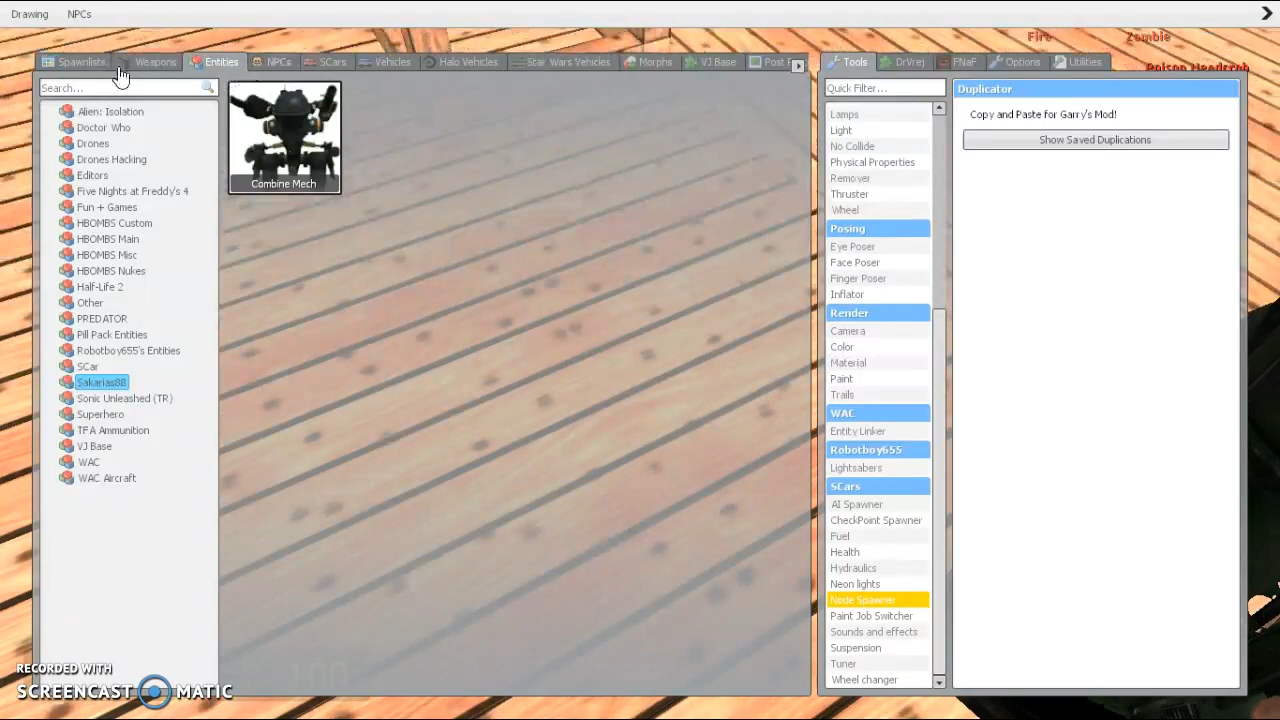 Drawing NPCs
Fire Zombie
Poison Headcrab
Spawnlists Weapons Entities NPCs SCars Vehicles Halo Vehicles Star Wars Vehicles Morphs VJ Base Post
Search...
Alien: Isolation
Doctor Who
Drones
Drones Hacking
Editors
Five Nights at Freddy's 4
Fun + Games
HBOMBS Custom
HBOMBS Main
HBOMBS Misc
HBOMBS Nukes
Half-Life 2
Other
PREDATOR
Pill Pack Entities
Robotboy655's Entities
SCar
Sakarias88
Sonic Unleashed (TR)
Superhero
TFA Ammunition
VJ Base
WAC
WAC Aircraft
Combine Mech
Tools DrVrej FNaF Options Utilities
Quick Filter...
Lamps
Light
No Collide
Physical Properties
Remover
Thruster
Wheel
Posing
Eye Poser
Face Poser
Finger Poser
Inflator
Render
Camera
Color
Material
Paint
Trails
WAC
Entity Linker
Robotboy655
Lightsabers
SCars
AI Spawner
CheckPoint Spawner
Fuel
Health
Hydraulics
Neon lights
Node Spawner
Paint Job Switcher
Sounds and effects
Suspension
Tuner
Wheel changer
Duplicator
Copy and Paste for Garry's Mod!
Show Saved Duplications
100
RECORDED WITH
SCREENCAST MATIC